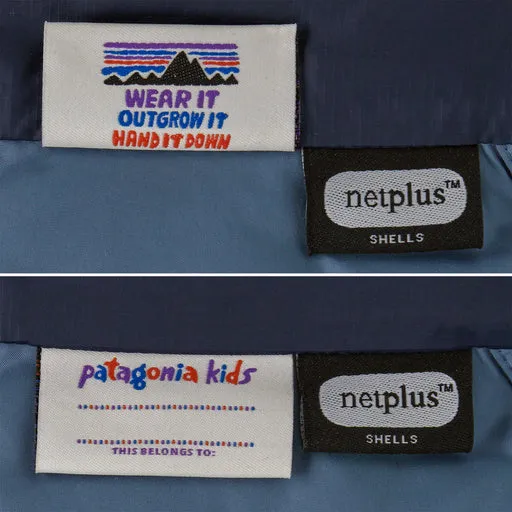 WEAR IT
OUTGROW IT
HAND IT DOWN
netplus™
SHELLS
patagonia kids
THIS BELONGS TO:
netplus™
SHELLS